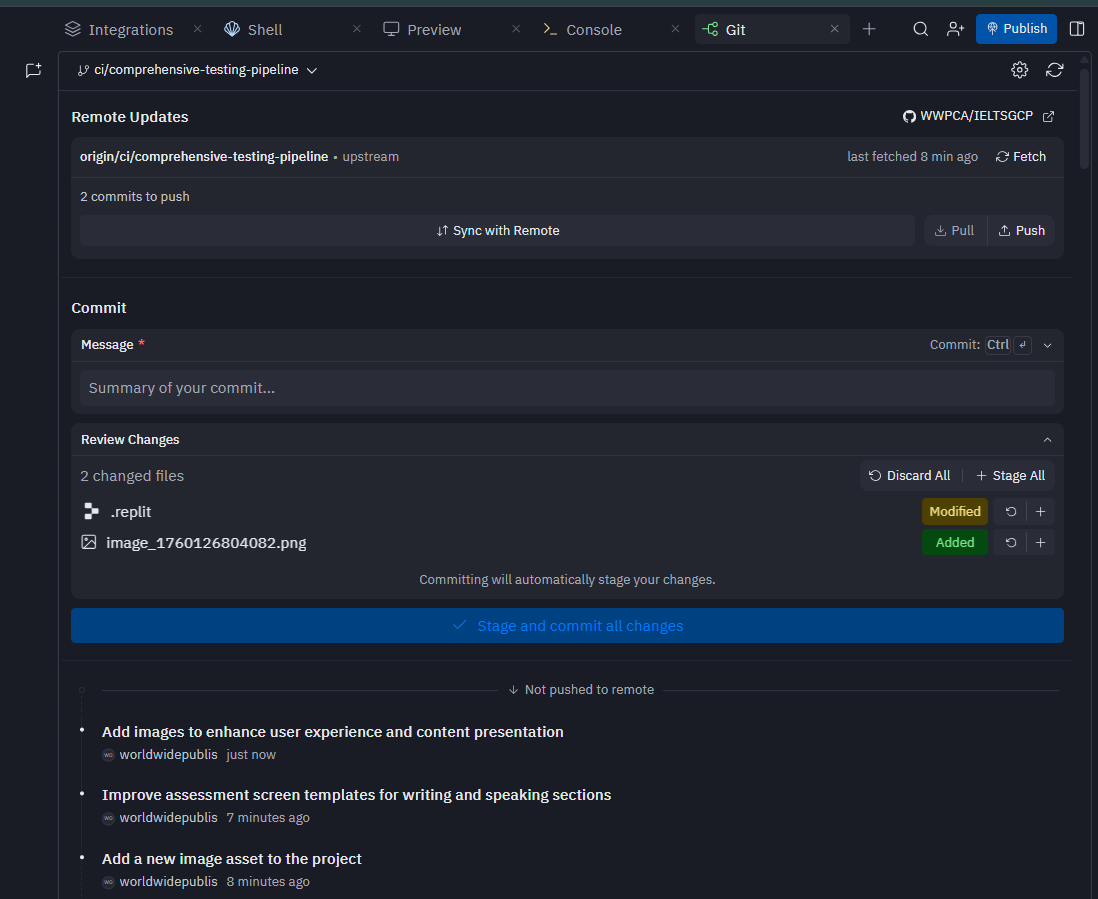 Integrations × Shell × Preview × Console × Git × Publish
ci/comprehensive-testing-pipeline
Remote Updates WWPCA/IELTSGCP
origin/ci/comprehensive-testing-pipeline • upstream last fetched 8 min ago Fetch
2 commits to push
Sync with Remote Pull Push
Commit
Message * Commit: Ctrl ↵
Summary of your commit...
Review Changes
2 changed files Discard All + Stage All
.replit Modified
image_1760126804082.png Added
Committing will automatically stage your changes.
Stage and commit all changes
↓ Not pushed to remote
Add images to enhance user experience and content presentation
WO worldwidepublis just now
Improve assessment screen templates for writing and speaking sections
WO worldwidepublis 7 minutes ago
Add a new image asset to the project
WO worldwidepublis 8 minutes ago